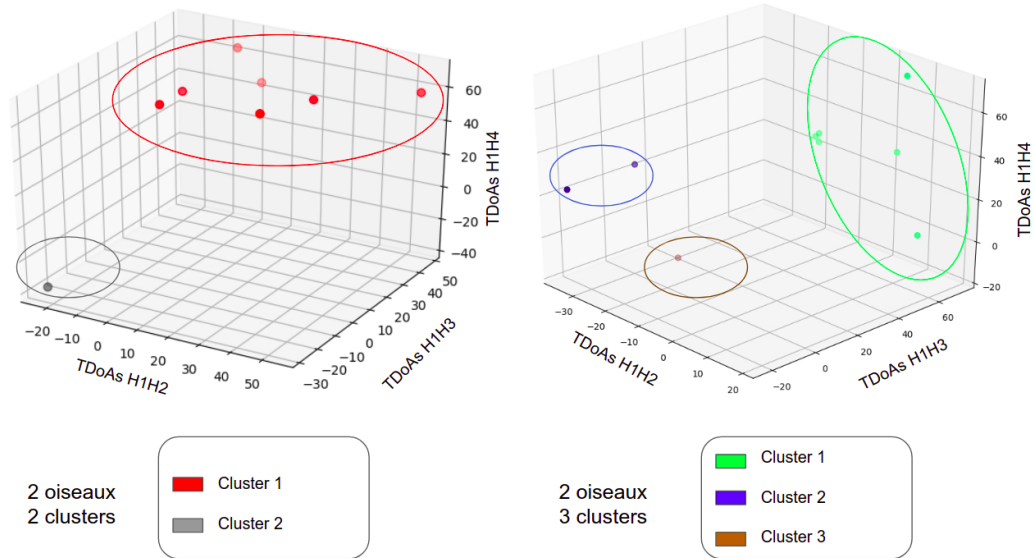 60
40
20
0
−20
−40
TDoAs H1H4
−20
−10
0
10
20
30
40
50
TDoAs H1H2
−30
−20
−10
0
10
20
30
40
50
TDoAs H1H3
60
40
20
0
−20
TDoAs H1H4
−30
−20
−10
0
10
20
TDoAs H1H2
−20
0
20
40
60
TDoAs H1H3
2 oiseaux
2 clusters
Cluster 1
Cluster 2
2 oiseaux
3 clusters
Cluster 1
Cluster 2
Cluster 3